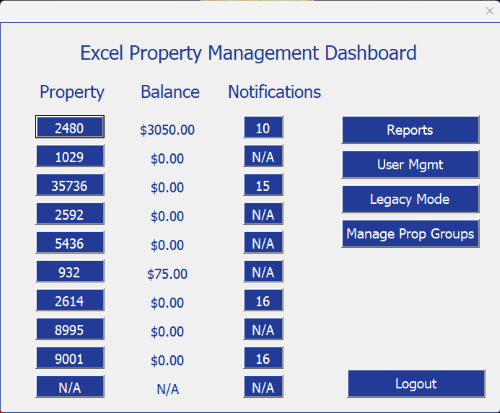 Excel Property Management Dashboard
Property Balance Notifications
2480 $3050.00 10 Reports
1029 $0.00 N/A User Mgmt
35736 $0.00 15 Legacy Mode
2592 $0.00 N/A Manage Prop Groups
5436 $0.00 N/A
932 $75.00 N/A
2614 $0.00 16
8995 $0.00 N/A
9001 $0.00 16
N/A N/A N/A Logout